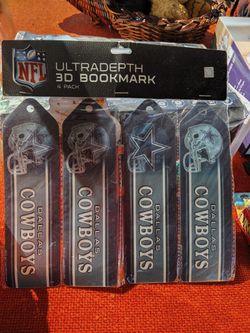 NFL
ULTRADEPTH
3D BOOKMARK
4 PACK
DALLAS
COWBOYS
DALLAS
COWBOYS
DALLAS
COWBOYS
DALLAS
COWBOYS